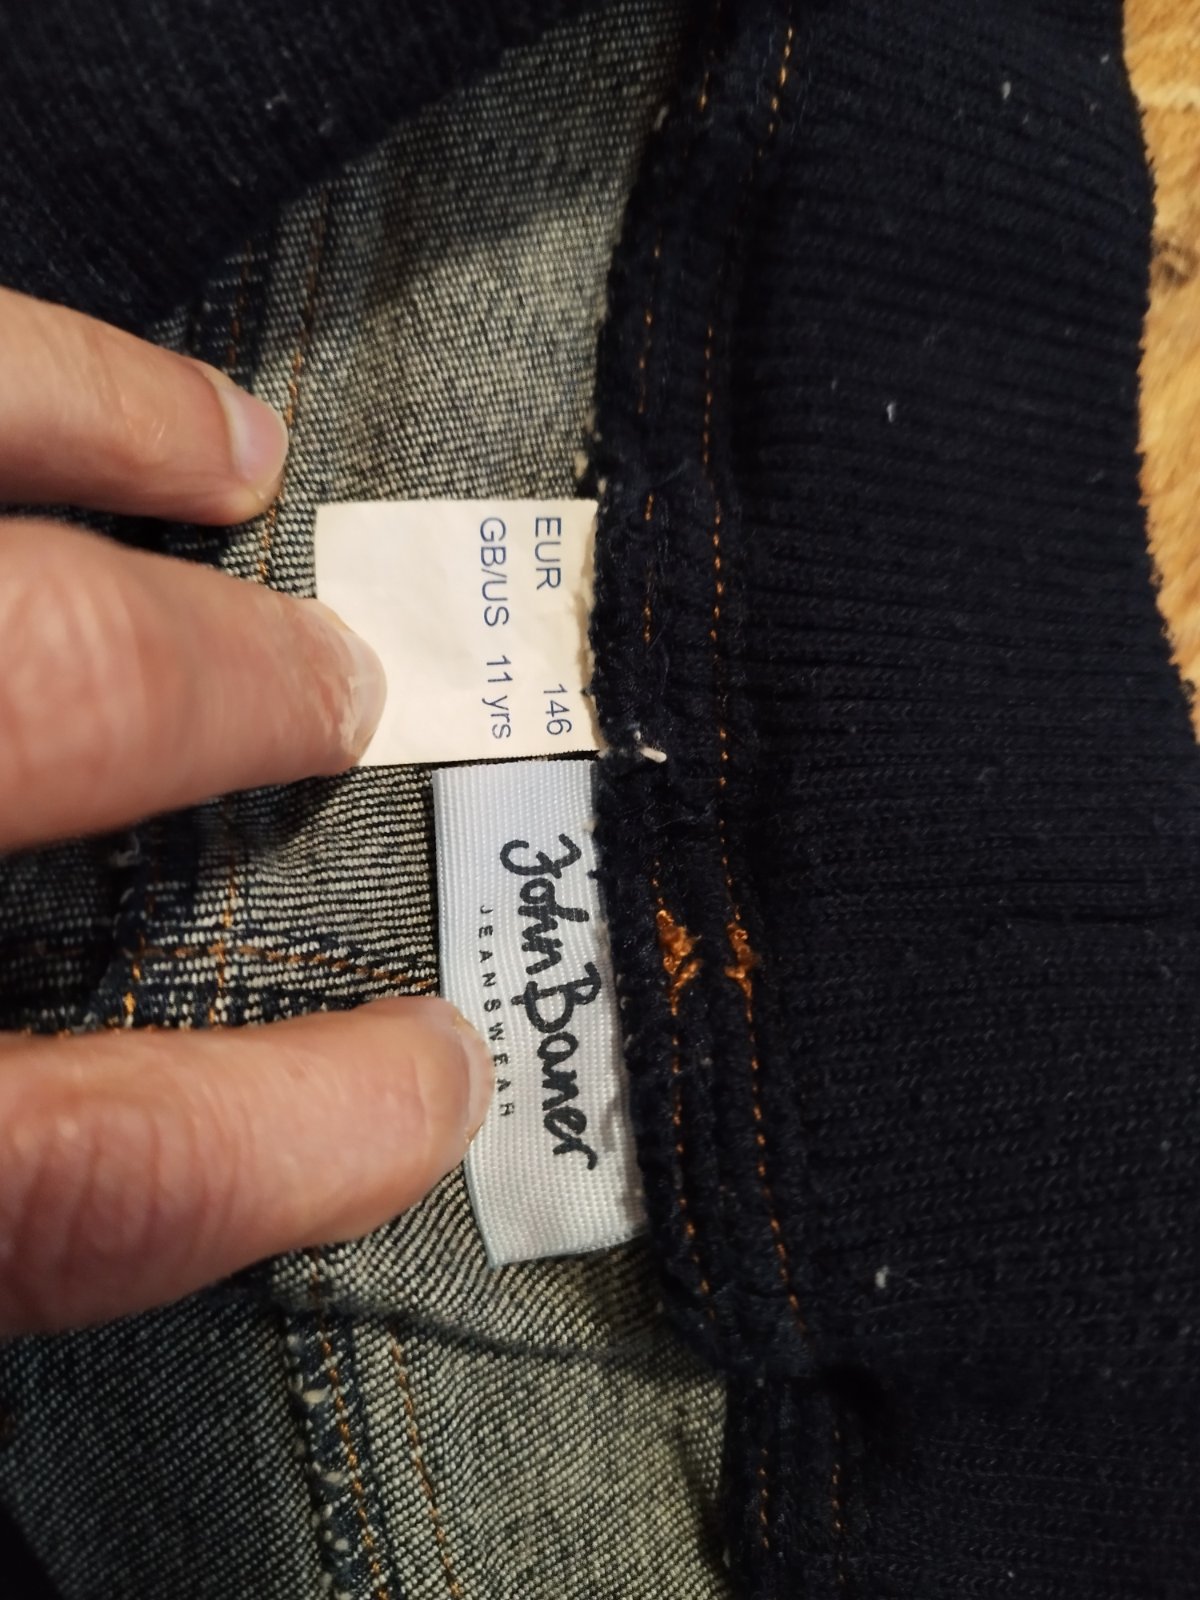 EUR 146
GB/US 11 yrs
John Baner
JEANSWEAR